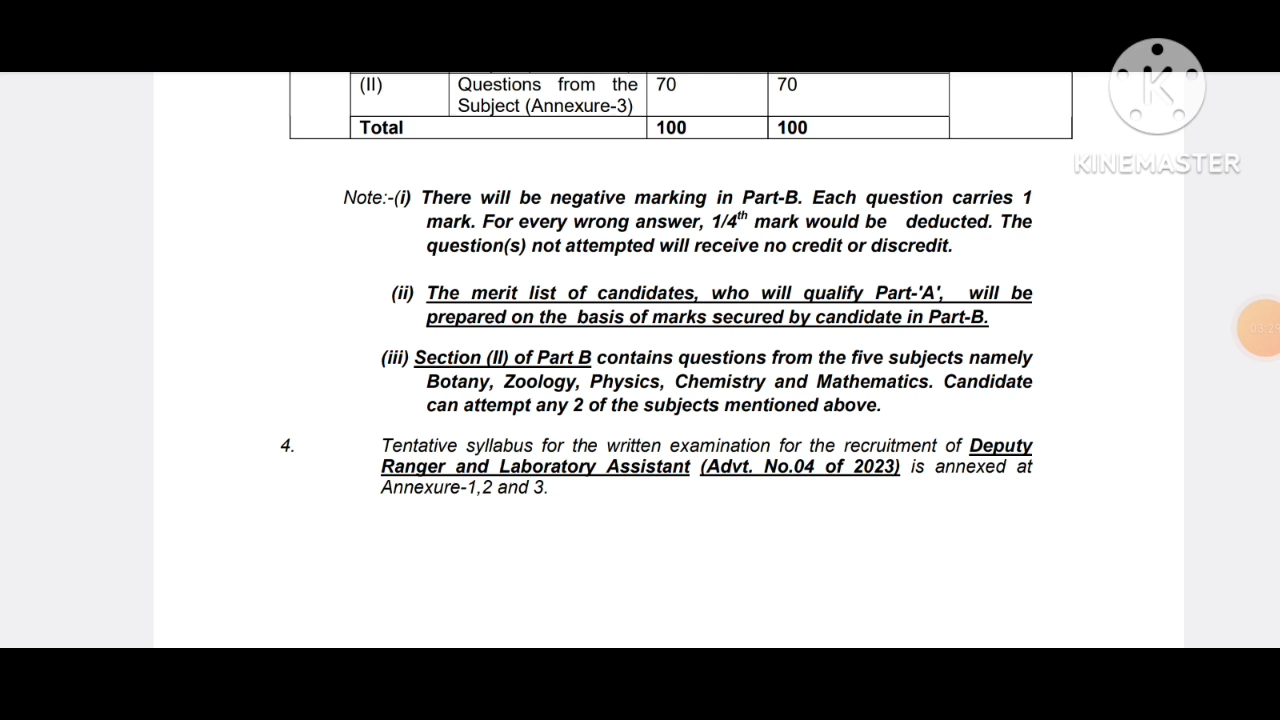 (II) Questions from the 70 70
Subject (Annexure-3)
Total 100 100
KINEMASTER
Note:-(i) There will be negative marking in Part-B. Each question carries 1
mark. For every wrong answer, 1/4th mark would be deducted. The
question(s) not attempted will receive no credit or discredit.
(ii) The merit list of candidates, who will qualify Part-'A', will be
prepared on the basis of marks secured by candidate in Part-B.
(iii) Section (II) of Part B contains questions from the five subjects namely
Botany, Zoology, Physics, Chemistry and Mathematics. Candidate
can attempt any 2 of the subjects mentioned above.
4. Tentative syllabus for the written examination for the recruitment of Deputy
Ranger and Laboratory Assistant (Advt. No.04 of 2023) is annexed at
Annexure-1,2 and 3.